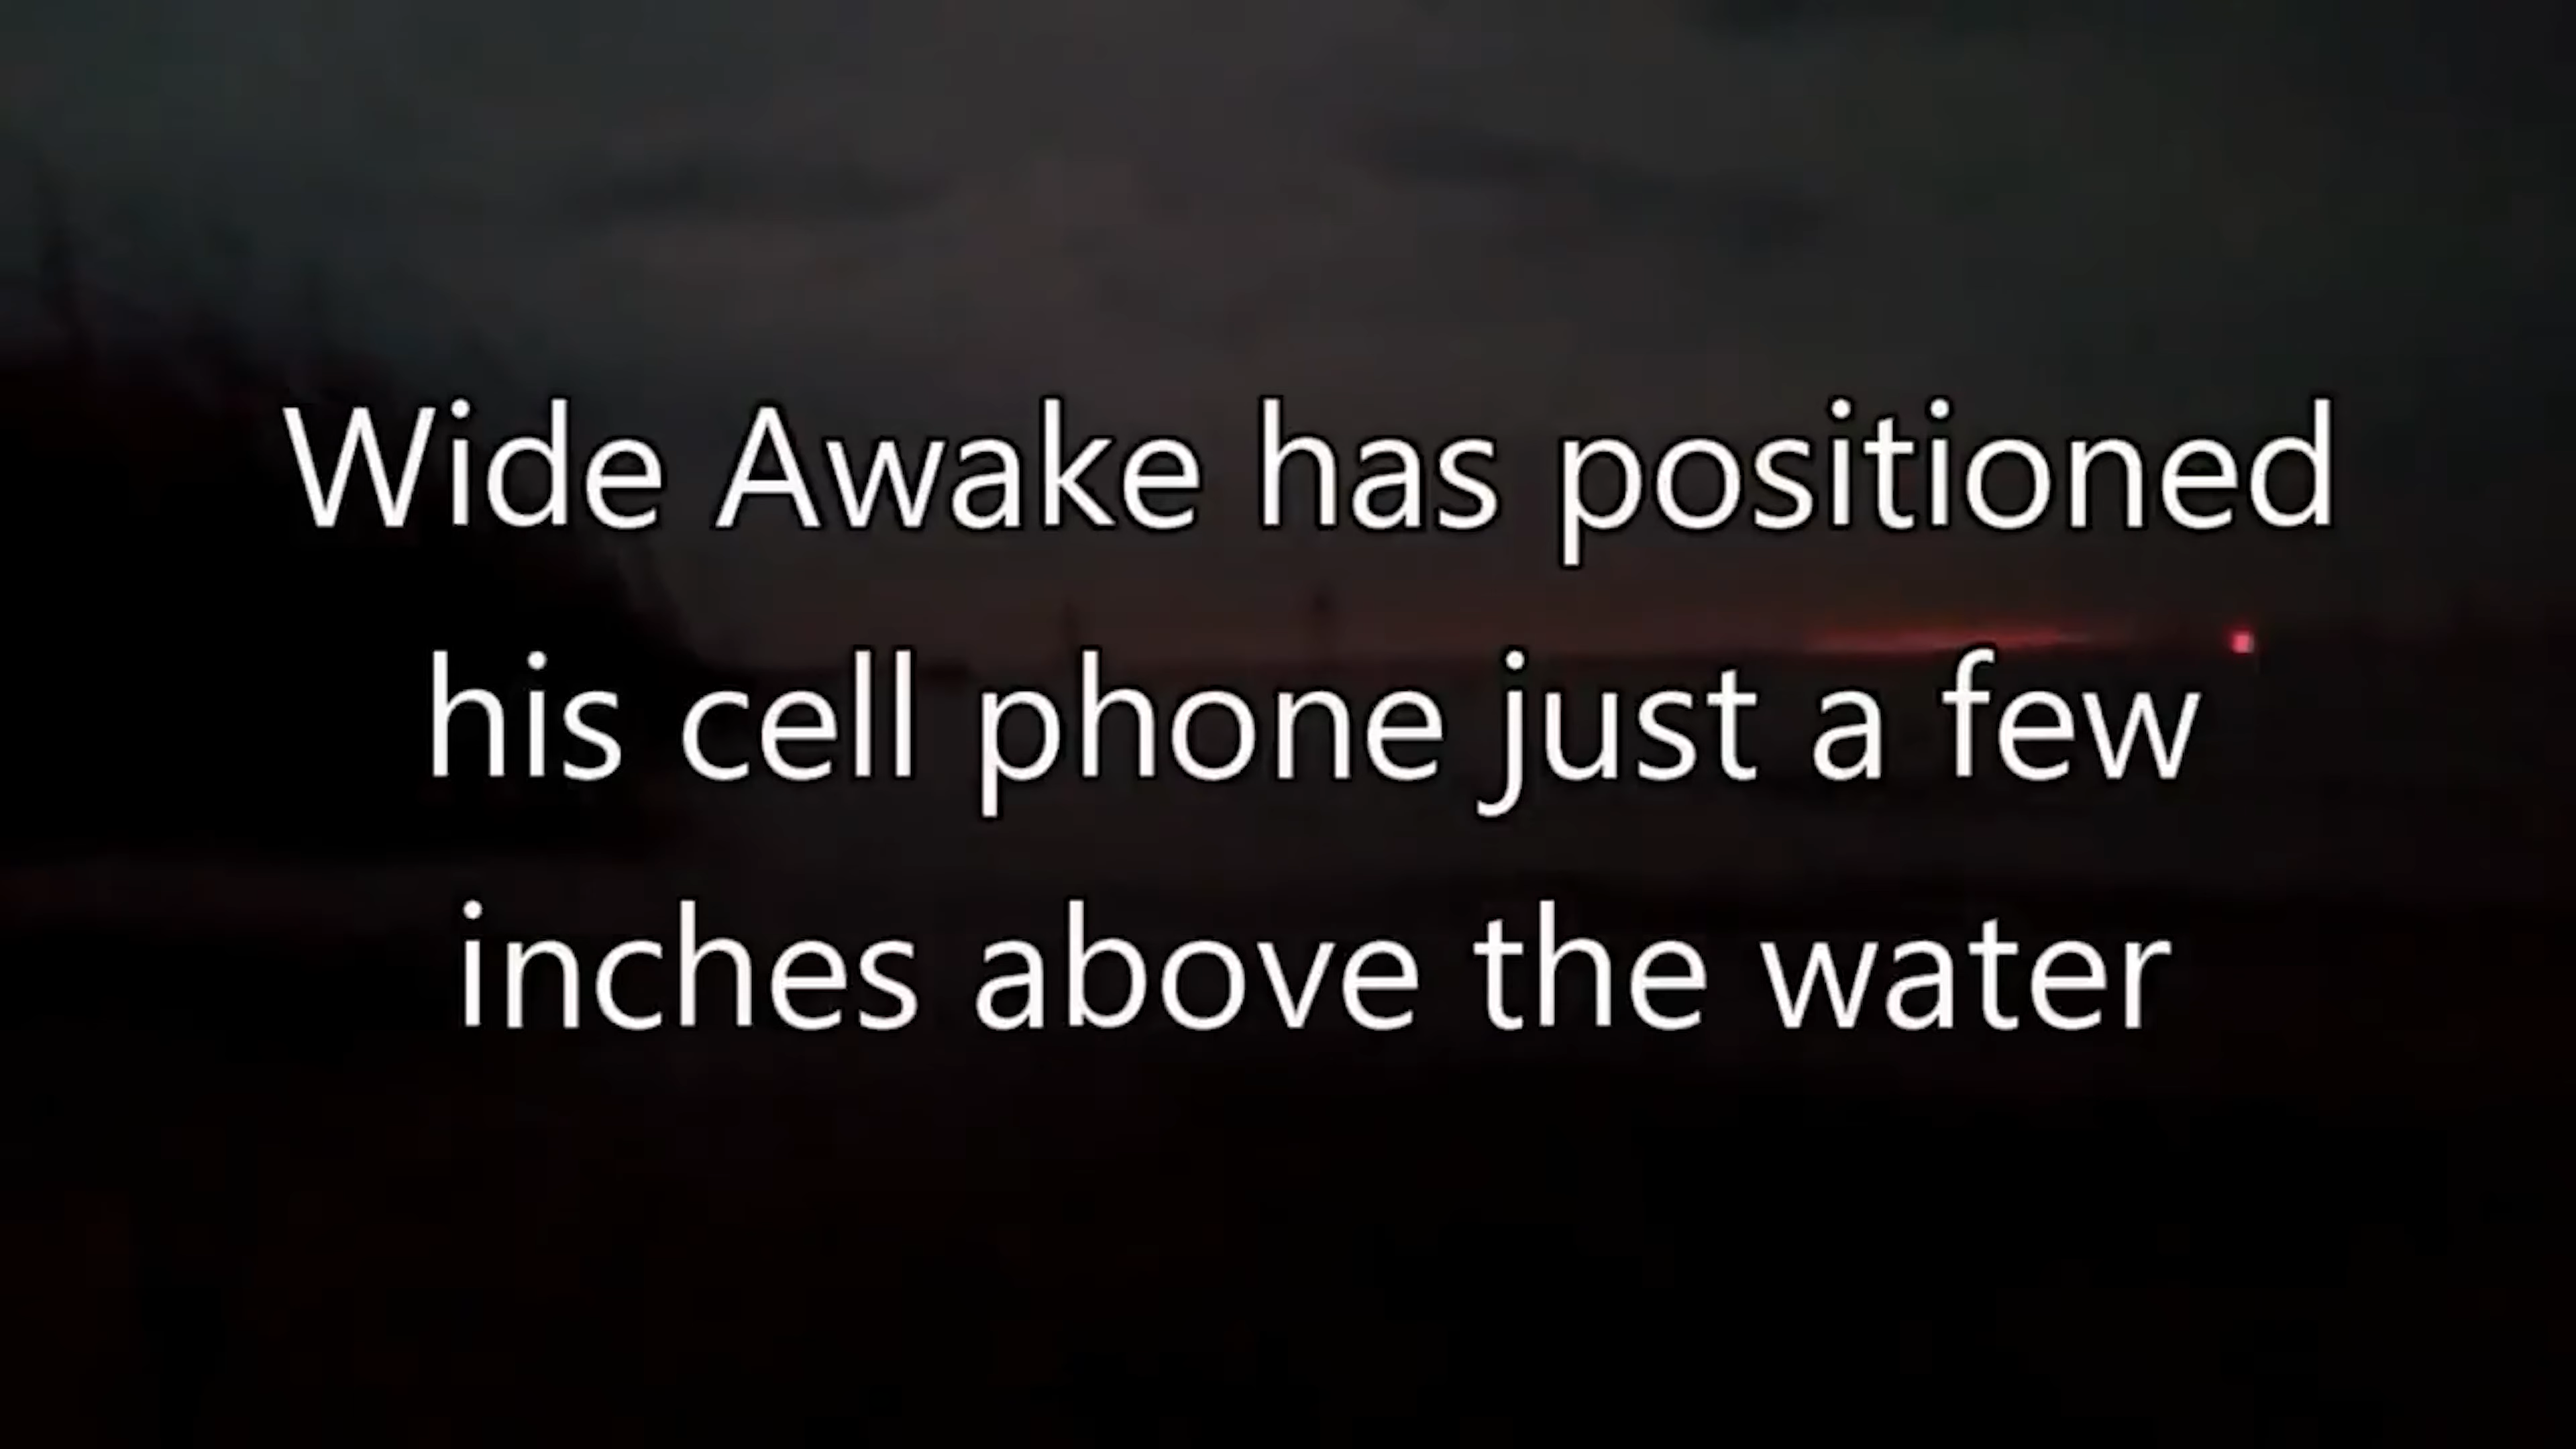 Wide Awake has positioned
his cell phone just a few
inches above the water